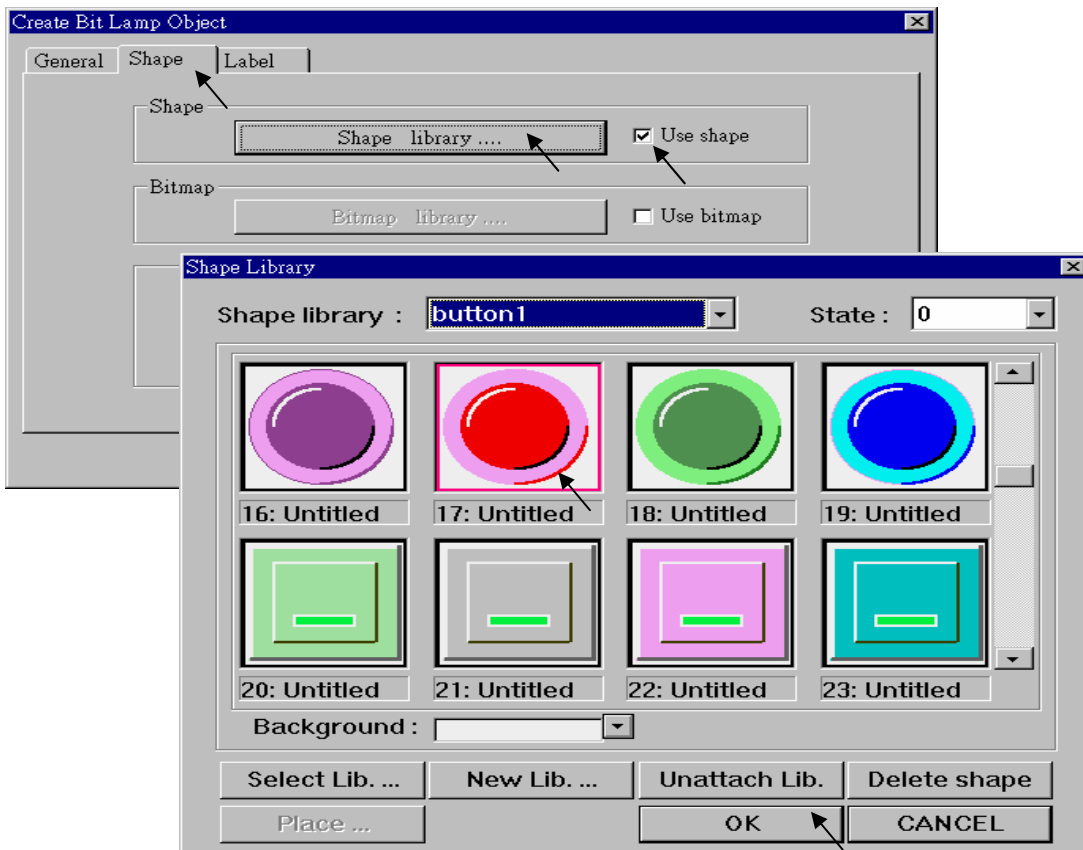 Create Bit Lamp Object
General Shape Label
Shape
Shape library .... Use shape
Bitmap
Bitmap library .... Use bitmap
Shape Library
Shape library : button1 State : 0
16: Untitled 17: Untitled 18: Untitled 19: Untitled
20: Untitled 21: Untitled 22: Untitled 23: Untitled
Background :
Select Lib. ... New Lib. ... Unattach Lib. Delete shape
Place ... OK CANCEL